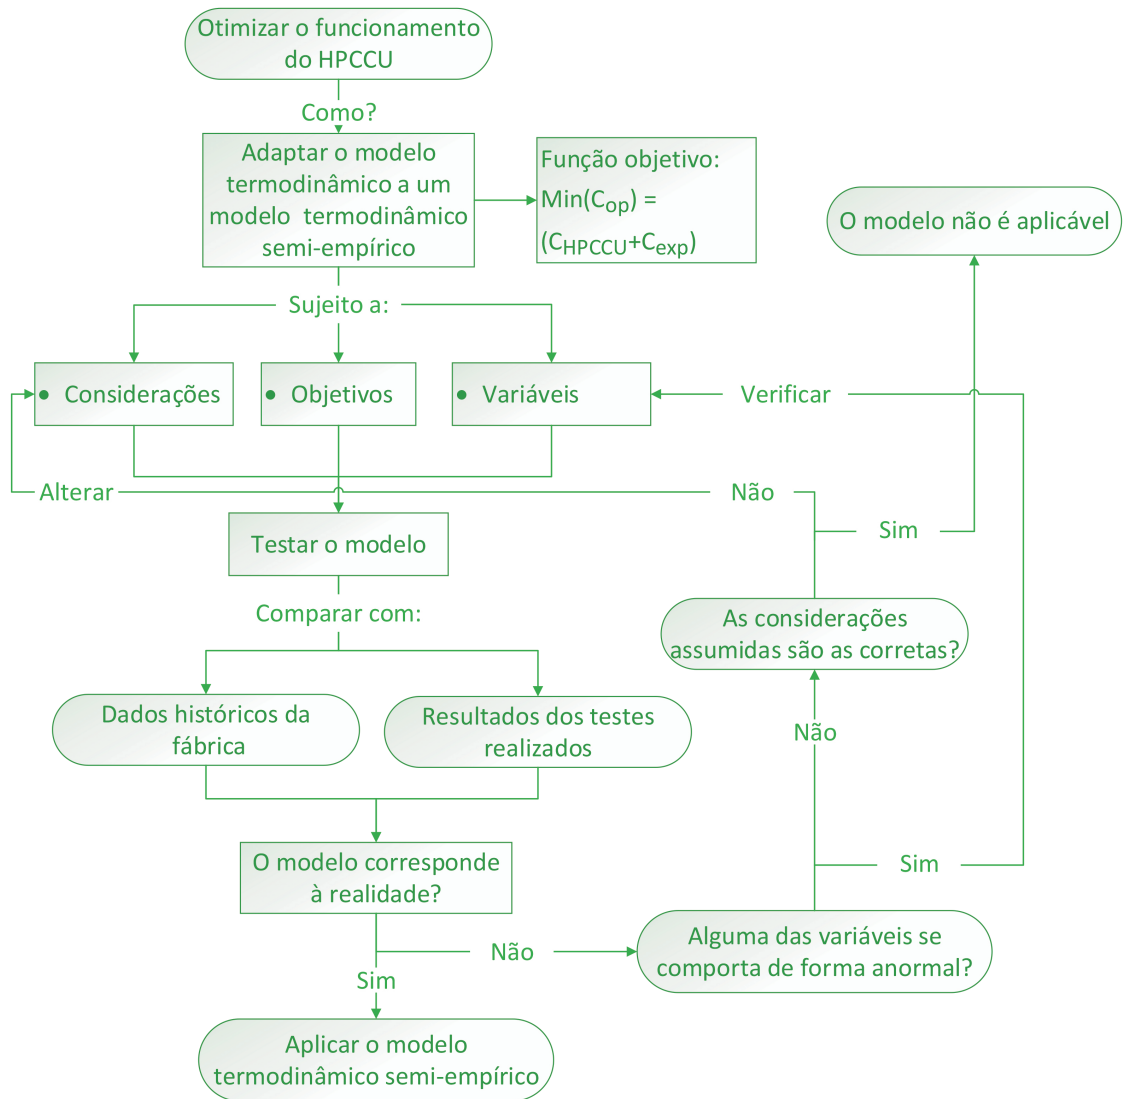 Otimizar o funcionamento
do HPCCU
Como?
Adaptar o modelo
termodinâmico a um
modelo termodinâmico
semi-empírico
Função objetivo:
Min(Cop) =
(CHPCCU+Cexp)
O modelo não é aplicável
Sujeito a:
• Considerações
• Objetivos
• Variáveis
Verificar
Alterar
Não
Sim
Testar o modelo
Comparar com:
As considerações
assumidas são as corretas?
Dados históricos da
fábrica
Resultados dos testes
realizados
Não
O modelo corresponde
à realidade?
Sim
Não
Alguma das variáveis se
comporta de forma anormal?
Sim
Aplicar o modelo
termodinâmico semi-empírico